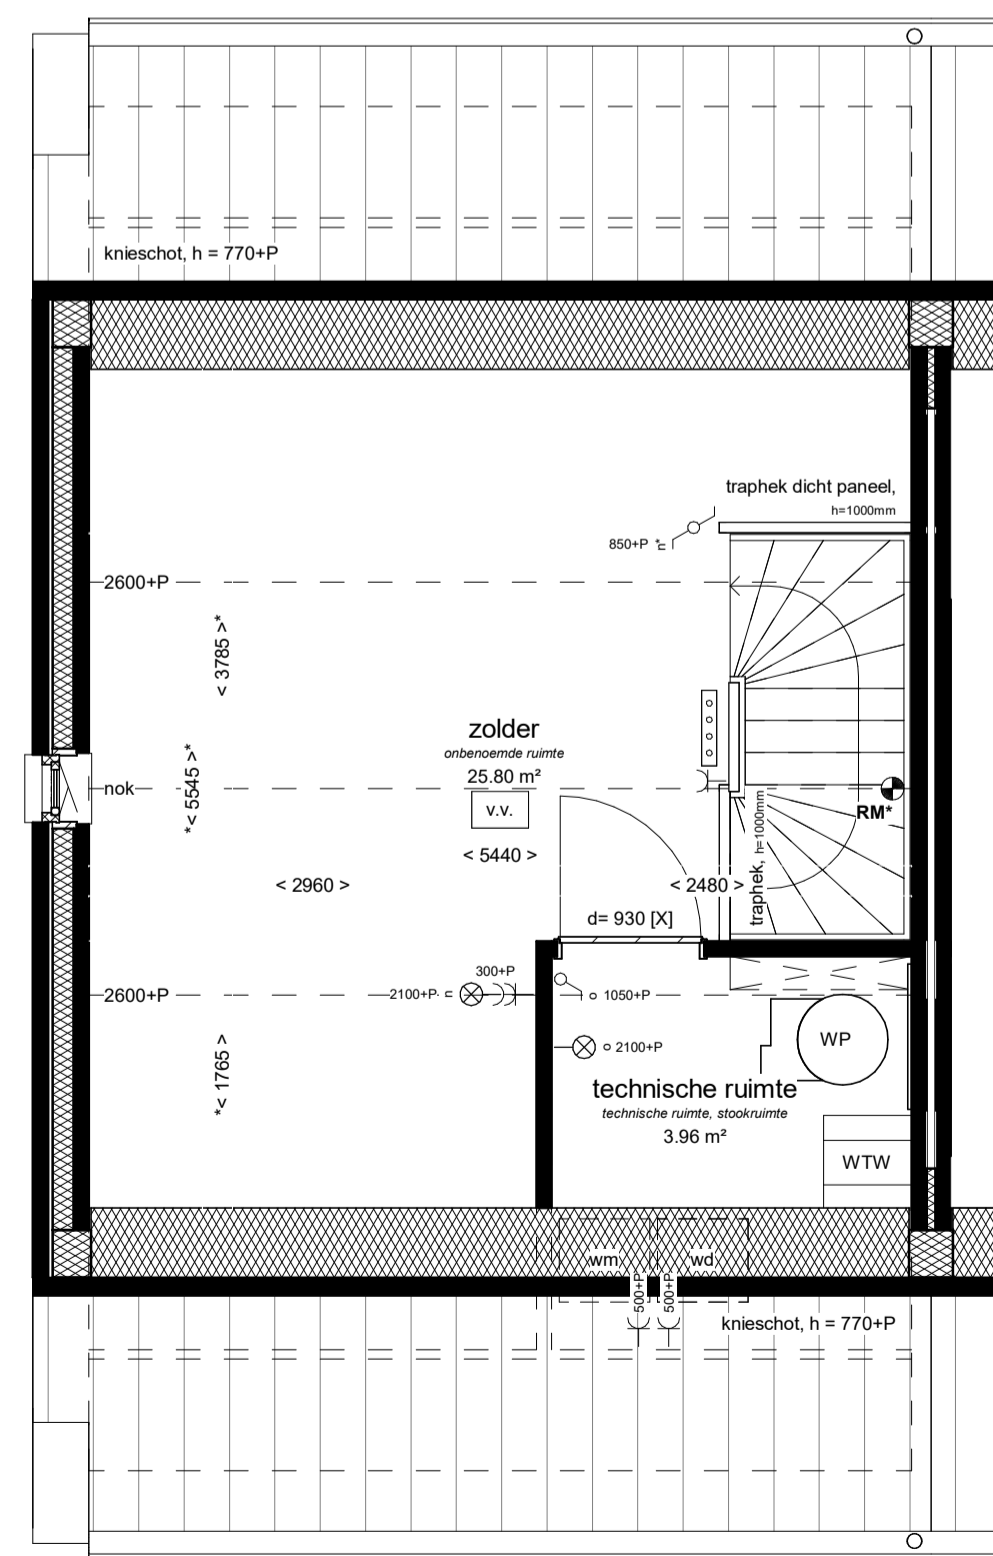 knieschot, h = 770+P
traphek dicht paneel,
h=1000mm
850+P
n*
2600+P
< 3785 >*
zolder
onbenoemde ruimte
25.80 m²
nok
*< 5545 >*
v.v.
RM*
traphek, h=1000mm
< 5440 >
< 2960 >
< 2480 >
d= 930 [X]
300+P
2600+P
2100+P
n
1050+P
WP
2100+P
*< 1765 >
technische ruimte
technische ruimte, stookruimte
3.96 m²
WTW
wm
wd
500+P
500+P
knieschot, h = 770+P